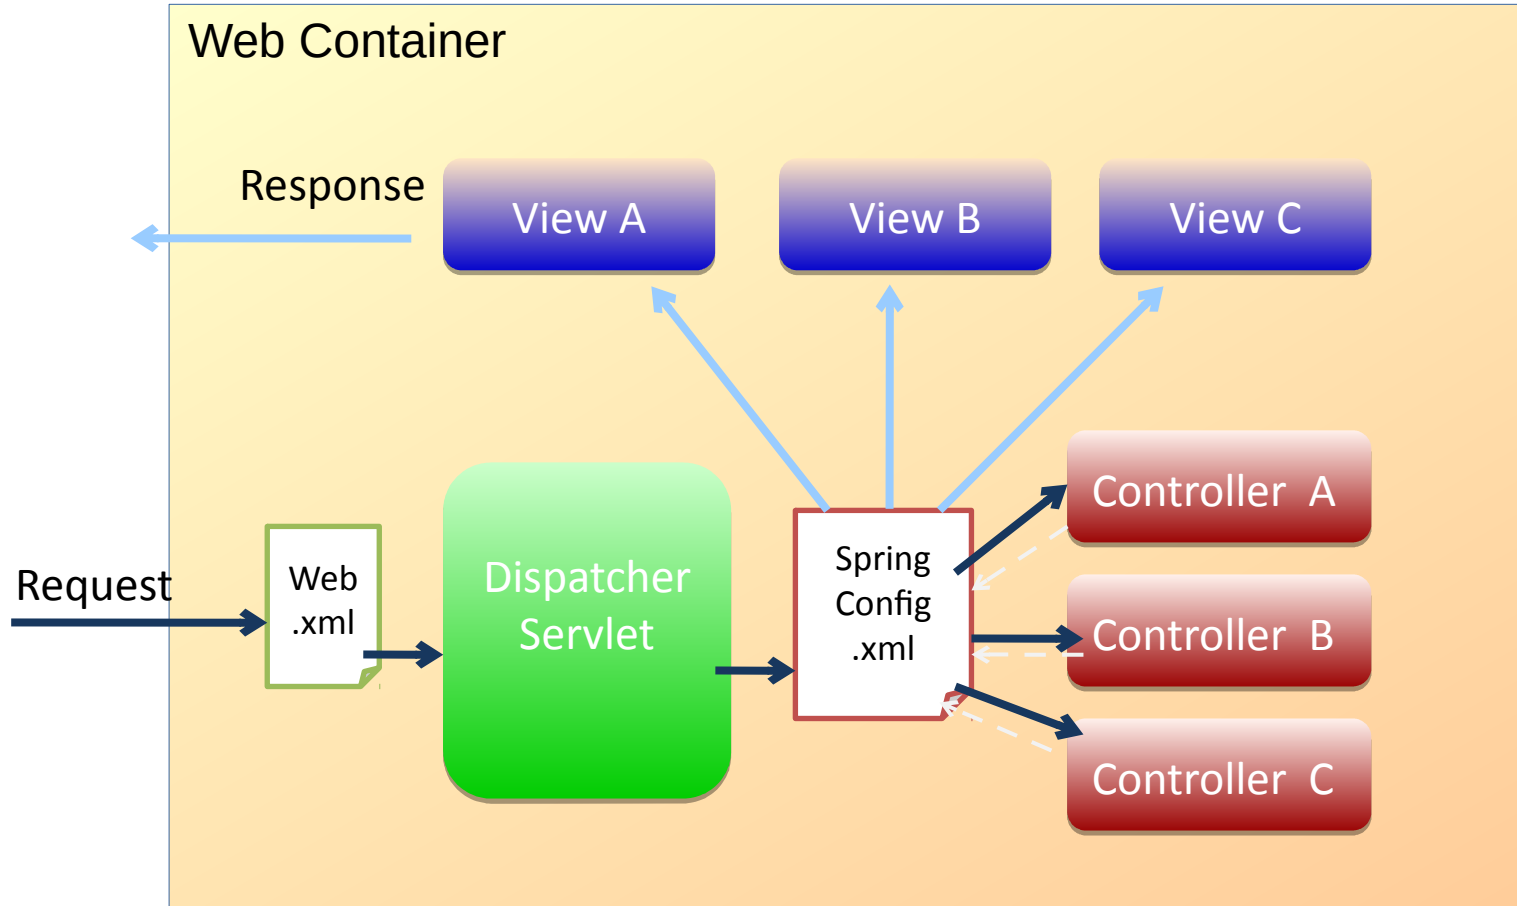 Web Container
Response
View A
View B
View C
Request
Web
.xml
Dispatcher
Servlet
Spring
Config
.xml
Controller A
Controller B
Controller C